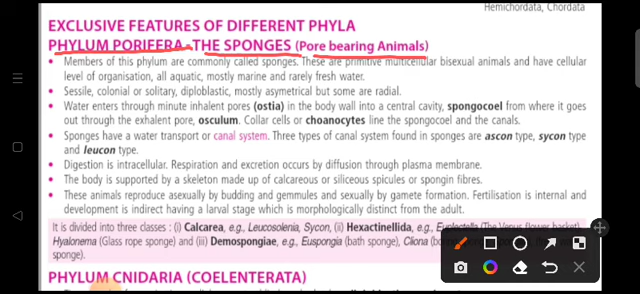 Hemichordata, Chordata
EXCLUSIVE FEATURES OF DIFFERENT PHYLA
PHYLUM PORIFERA - THE SPONGES (Pore bearing Animals)
• Members of this phylum are commonly called sponges. These are primitive multicellular bisexual animals and have cellular
level of organisation, all aquatic, mostly marine and rarely fresh water.
• Sessile, colonial or solitary, diploblastic, mostly asymetrical but some are radial.
• Water enters through minute inhalent pores (ostia) in the body wall into a central cavity, spongocoel from where it goes
out through the exhalent pore, osculum. Collar cells or choanocytes line the spongocoel and the canals.
• Sponges have a water transport or canal system. Three types of canal system found in sponges are ascon type, sycon type
and leucon type.
• Digestion is intracellular. Respiration and excretion occurs by diffusion through plasma membrane.
• The body is supported by a skeleton made up of calcareous or siliceous spicules or spongin fibres.
• These animals reproduce asexually by budding and gemmules and sexually by gamete formation. Fertilisation is internal and
development is indirect having a larval stage which is morphologically distinct from the adult.
It is divided into three classes : (i) Calcarea, e.g., Leucosolenia, Sycon, (ii) Hexactinellida, e.g., Euplectella (The Venus flower basket),
Hyalonema (Glass rope sponge) and (iii) Demospongiae, e.g., Euspongia (bath sponge), Cliona
sponge).
PHYLUM CNIDARIA (COELENTERATA)